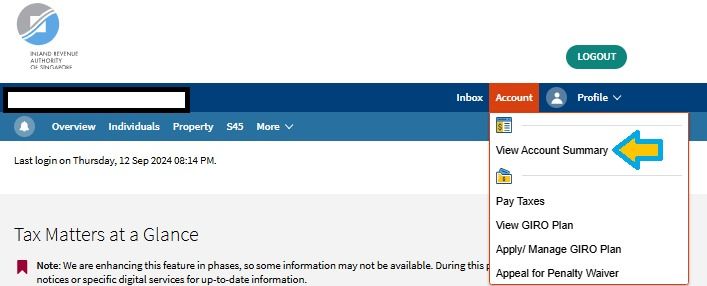 INLAND REVENUE
AUTHORITY
OF SINGAPORE
LOGOUT
Inbox Account Profile
Overview Individuals Property S45 More
View Account Summary
Pay Taxes
View GIRO Plan
Apply/ Manage GIRO Plan
Appeal for Penalty Waiver
Last login on Thursday, 12 Sep 2024 08:14 PM.
Tax Matters at a Glance
Note: We are enhancing this feature in phases, so some information may not be available. During this p
notices or specific digital services for up-to-date information.